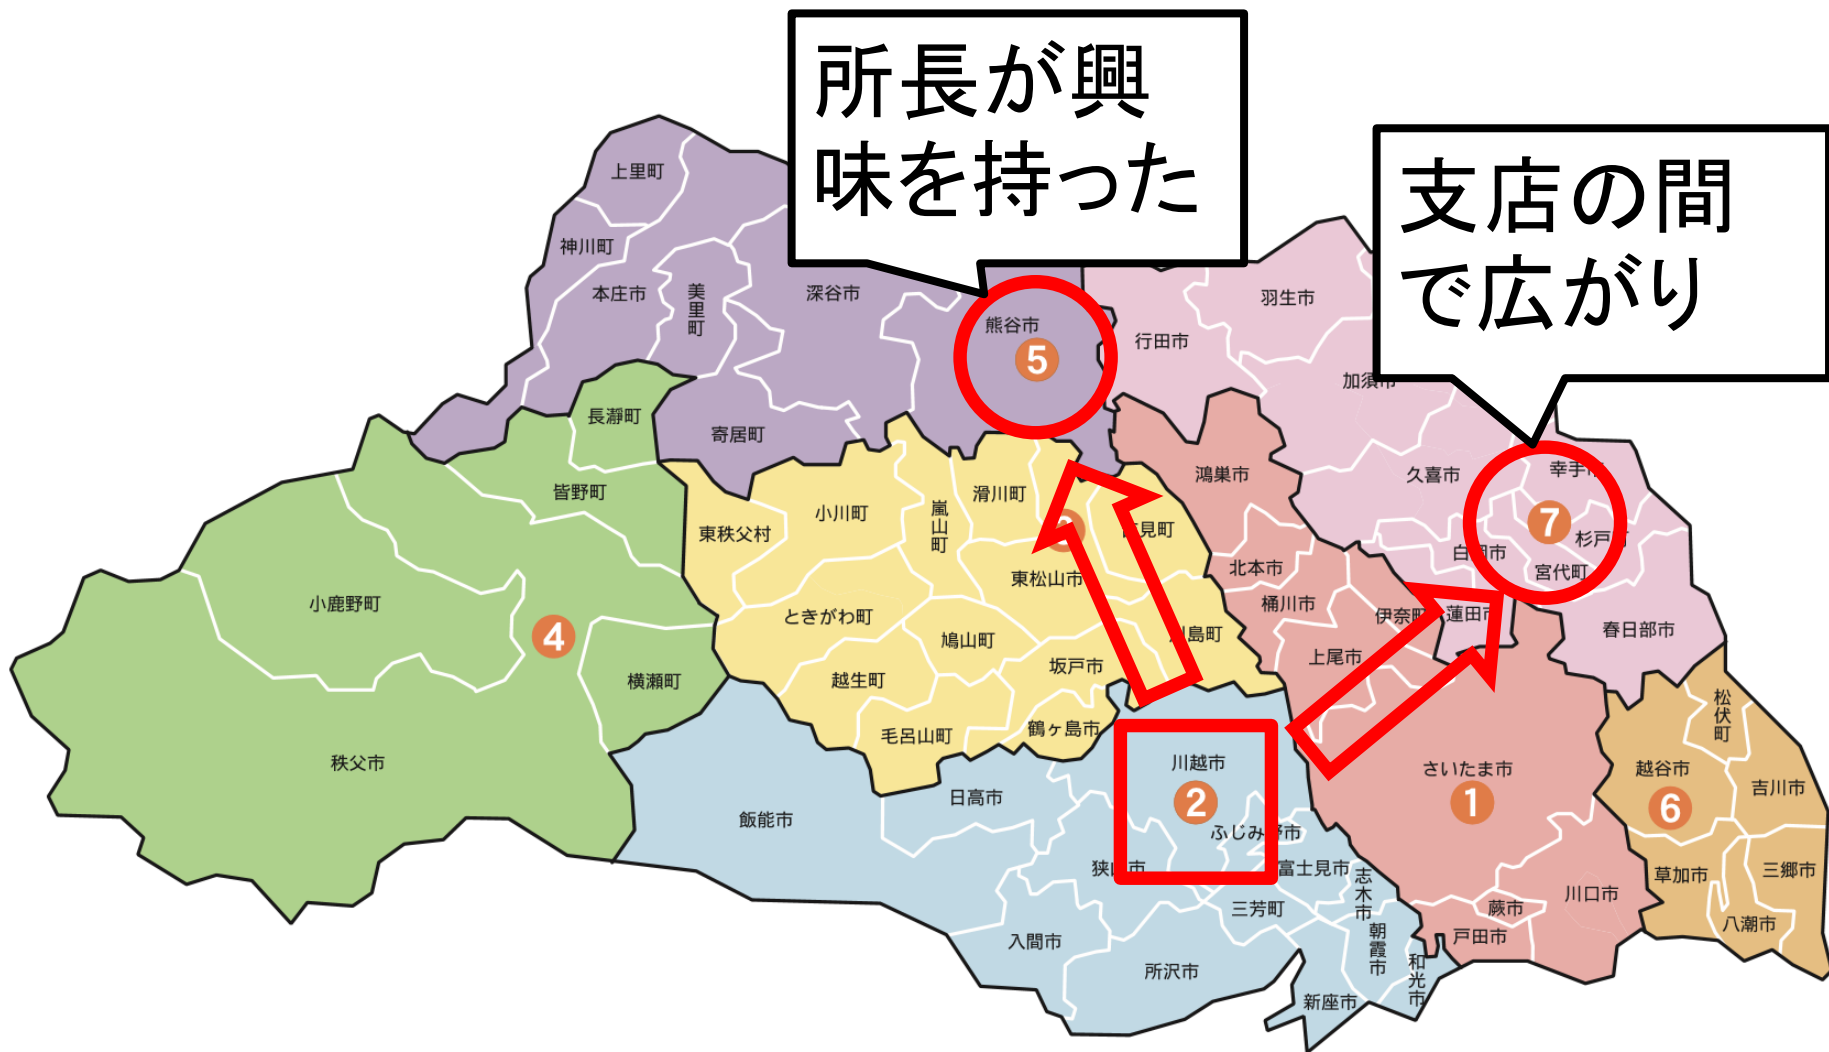 所長が興
味を持った
支店の間
で広がり
上里町
神川町
本庄市
美里町
深谷市
熊谷市
5
寄居町
行田市
羽生市
加須市
久喜市
幸手市
7
杉戸町
白岡市
宮代町
蓮田市
春日部市
長瀞町
皆野町
小鹿野町
4
横瀬町
秩父市
東秩父村
小川町
嵐山町
滑川町
見町
東松山市
ときがわ町
鳩山町
島町
坂戸市
越生町
毛呂山町
鶴ヶ島市
鴻巣市
北本市
桶川市
伊奈町
上尾市
さいたま市
1
川口市
蕨市
戸田市
川越市
2
ふじみ野市
富士見市
日高市
飯能市
狭山市
三芳町
志木市
朝霞市
和光市
新座市
所沢市
入間市
松伏町
越谷市
6
吉川市
草加市
三郷市
八潮市